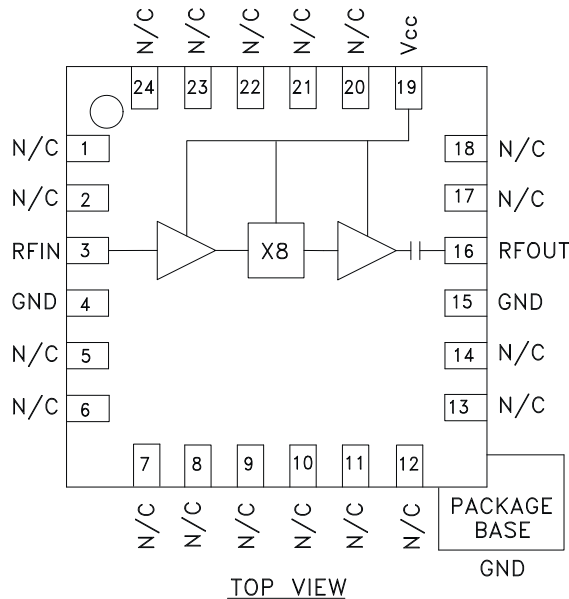 N/C N/C N/C N/C N/C Vcc
24 23 22 21 20 19
N/C 1 18 N/C
N/C 2 17 N/C
RFIN 3 X8 16 RFOUT
GND 4 15 GND
N/C 5 14 N/C
N/C 6 13 N/C
7 8 9 10 11 12
N/C N/C N/C N/C N/C N/C
PACKAGE
BASE
GND
TOP VIEW